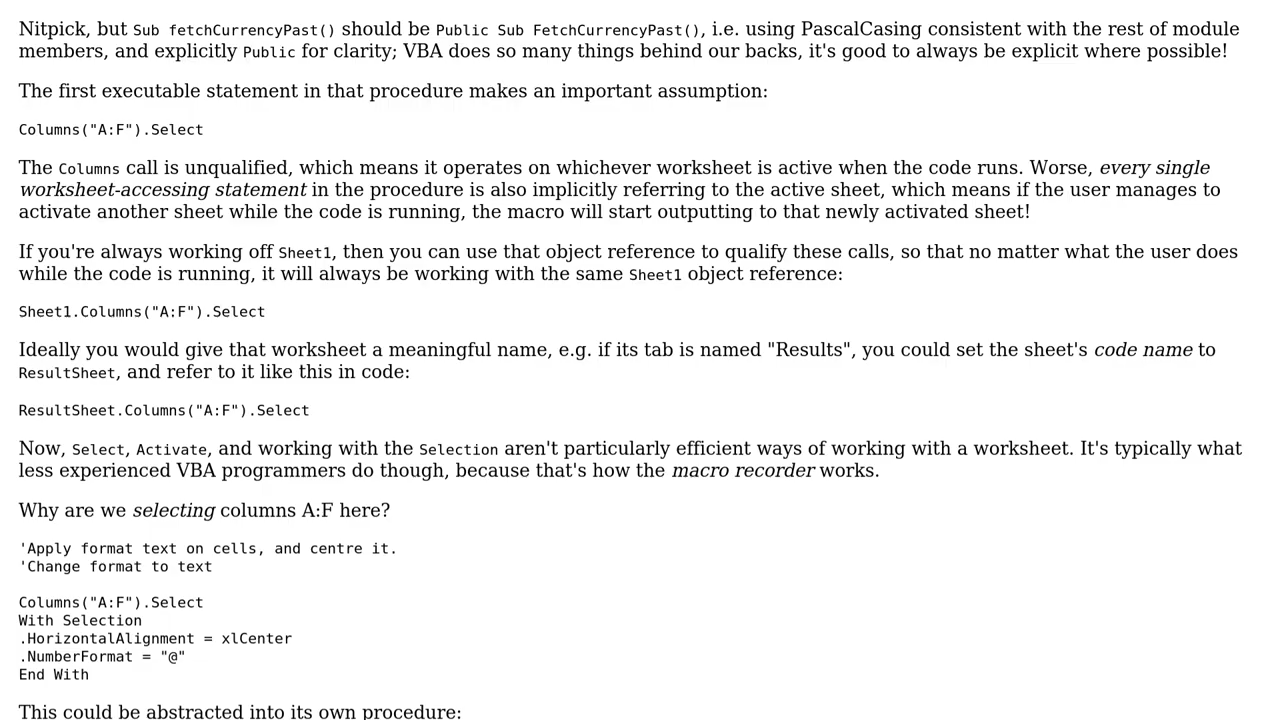 Nitpick, but Sub fetchCurrencyPast() should be Public Sub FetchCurrencyPast(), i.e. using PascalCasing consistent with the rest of module
members, and explicitly Public for clarity; VBA does so many things behind our backs, it's good to always be explicit where possible!
The first executable statement in that procedure makes an important assumption:
Columns("A:F").Select
The Columns call is unqualified, which means it operates on whichever worksheet is active when the code runs. Worse, every single
worksheet-accessing statement in the procedure is also implicitly referring to the active sheet, which means if the user manages to
activate another sheet while the code is running, the macro will start outputting to that newly activated sheet!
If you're always working off Sheet1, then you can use that object reference to qualify these calls, so that no matter what the user does
while the code is running, it will always be working with the same Sheet1 object reference:
Sheet1.Columns("A:F").Select
Ideally you would give that worksheet a meaningful name, e.g. if its tab is named "Results", you could set the sheet's code name to
ResultSheet, and refer to it like this in code:
ResultSheet.Columns("A:F").Select
Now, Select, Activate, and working with the Selection aren't particularly efficient ways of working with a worksheet. It's typically what
less experienced VBA programmers do though, because that's how the macro recorder works.
Why are we selecting columns A:F here?
'Apply format text on cells, and centre it.
'Change format to text
Columns("A:F").Select
With Selection
.HorizontalAlignment = xlCenter
.NumberFormat = "@"
End With
This could be abstracted into its own procedure: